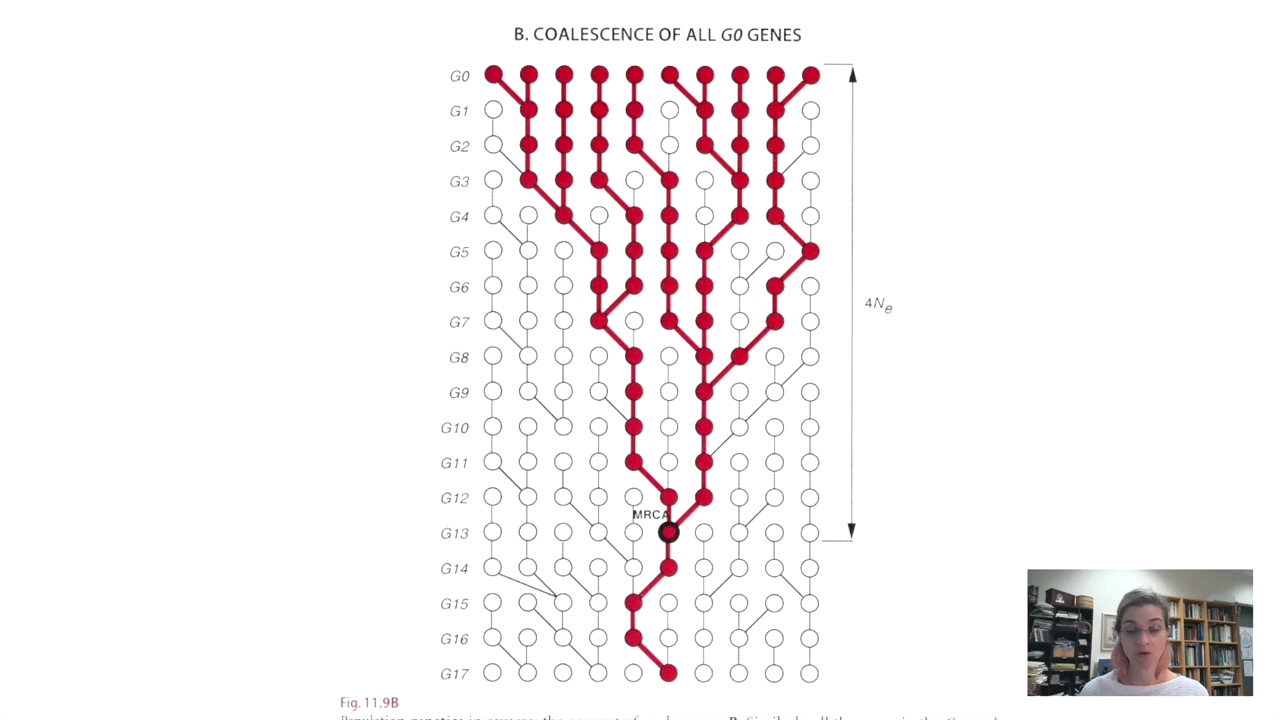 B. COALESCENCE OF ALL G0 GENES
G0
G1
G2
G3
G4
G5
G6
G7
4Ne
G8
G9
G10
G11
G12
MRCA
G13
G14
G15
G16
G17
Fig. 11.9B